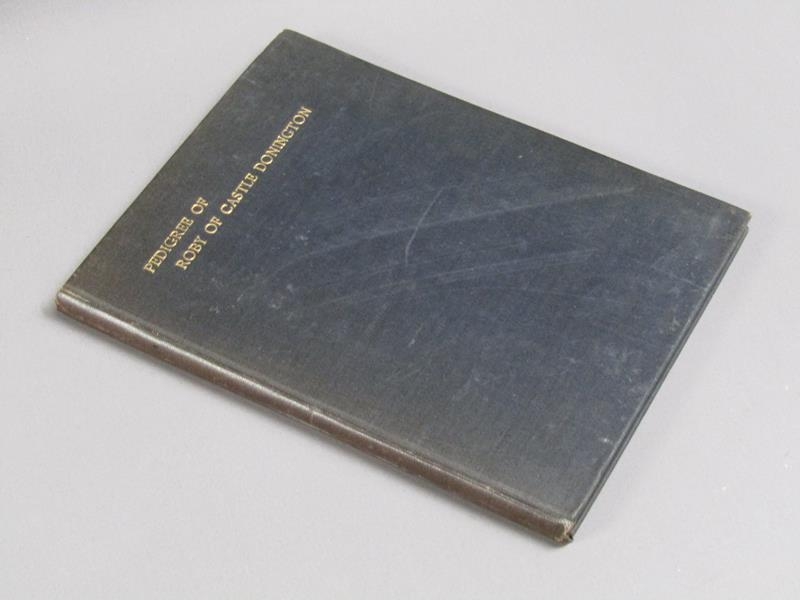 PEDIGREE OF
ROBY OF CASTLE DONINGTON